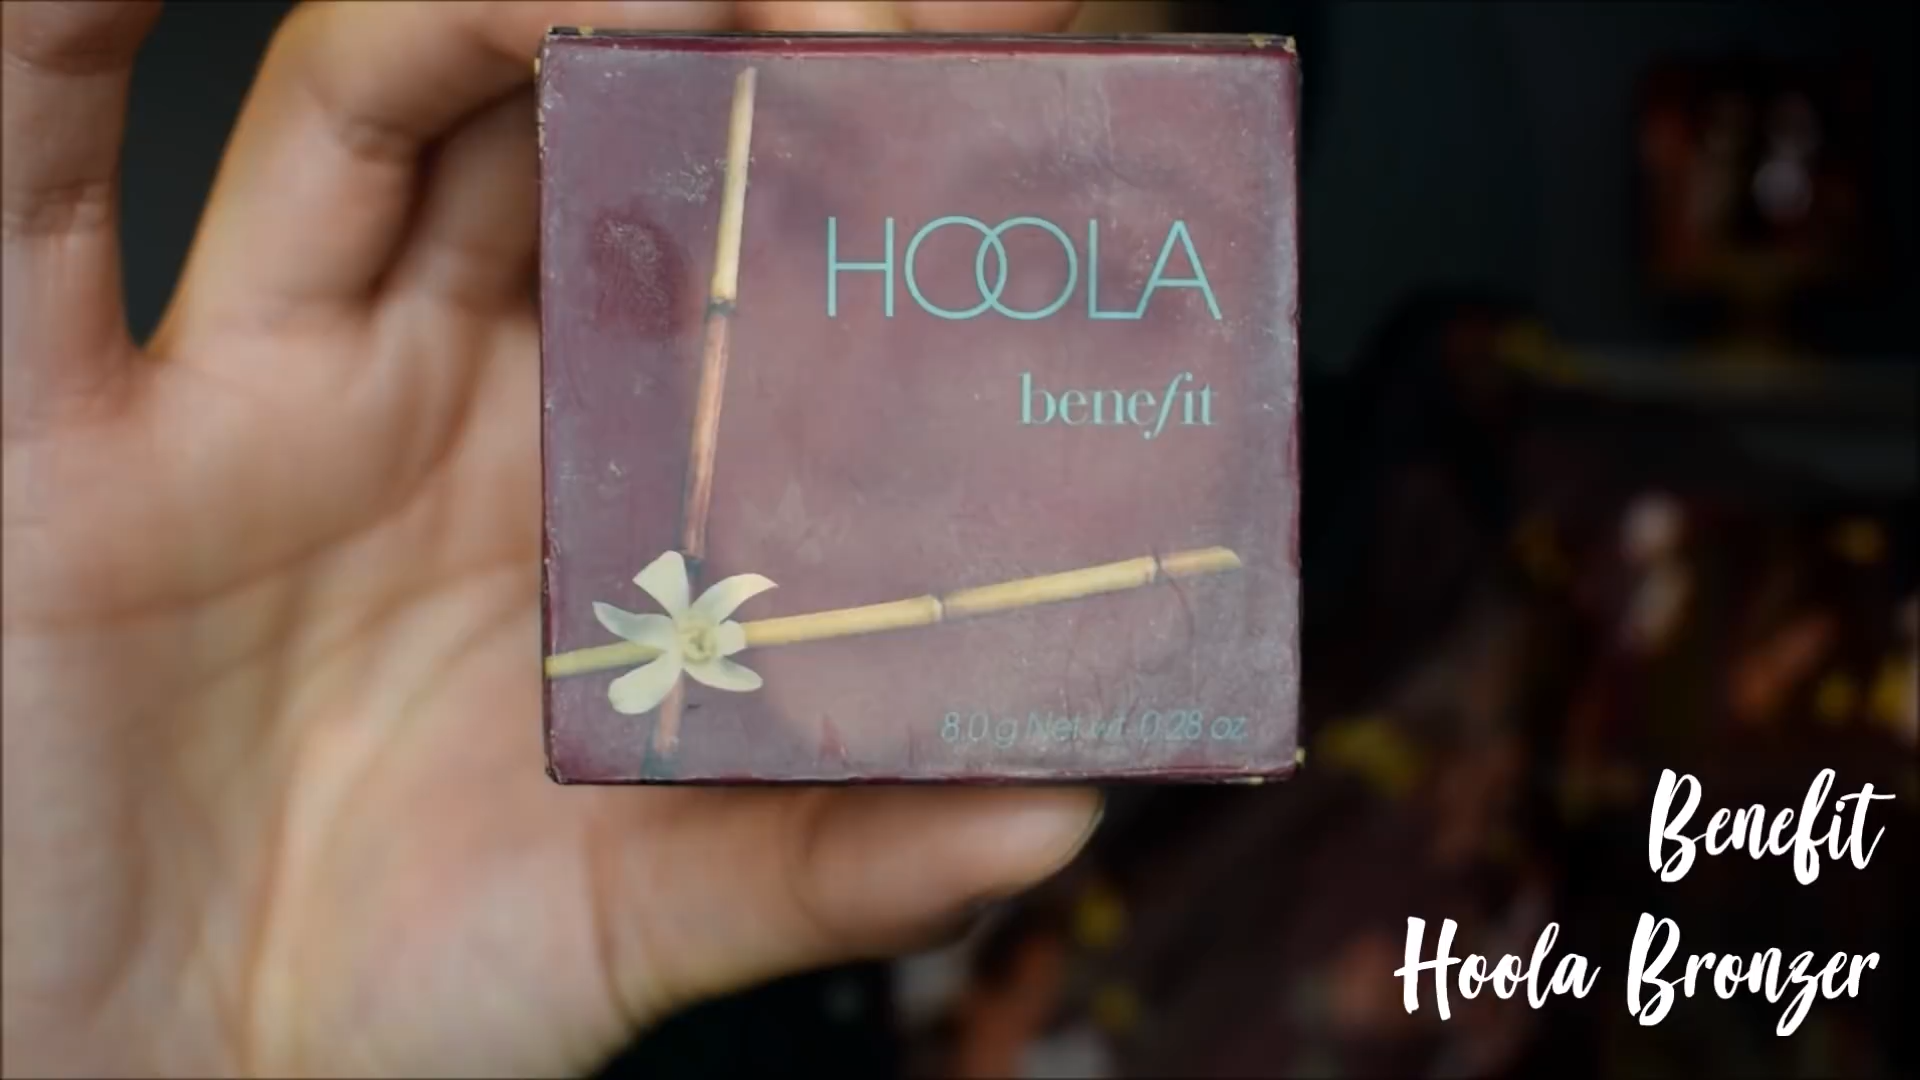 HOOLA
benefit
8.0 g Net wt. 0.28 oz.
Benefit
Hoola Bronzer